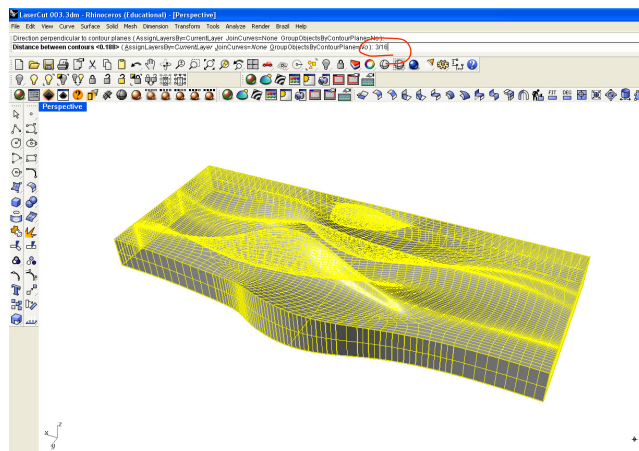 LaserCut 003.3dm - Rhinoceros (Educational) - [Perspective]
File Edit View Curve Surface Solid Mesh Dimension Transform Tools Analyze Render Brazil Help
Direction perpendicular to contour planes ( AssignLayersBy=CurrentLayer JoinCurves=None GroupObjectsByContourPlane=No ):
Distance between contours <0.188> ( AssignLayersBy=CurrentLayer JoinCurves=None GroupObjectsByContourPlane=No ): 3/16
FIT DEG
Perspective
z
x
y